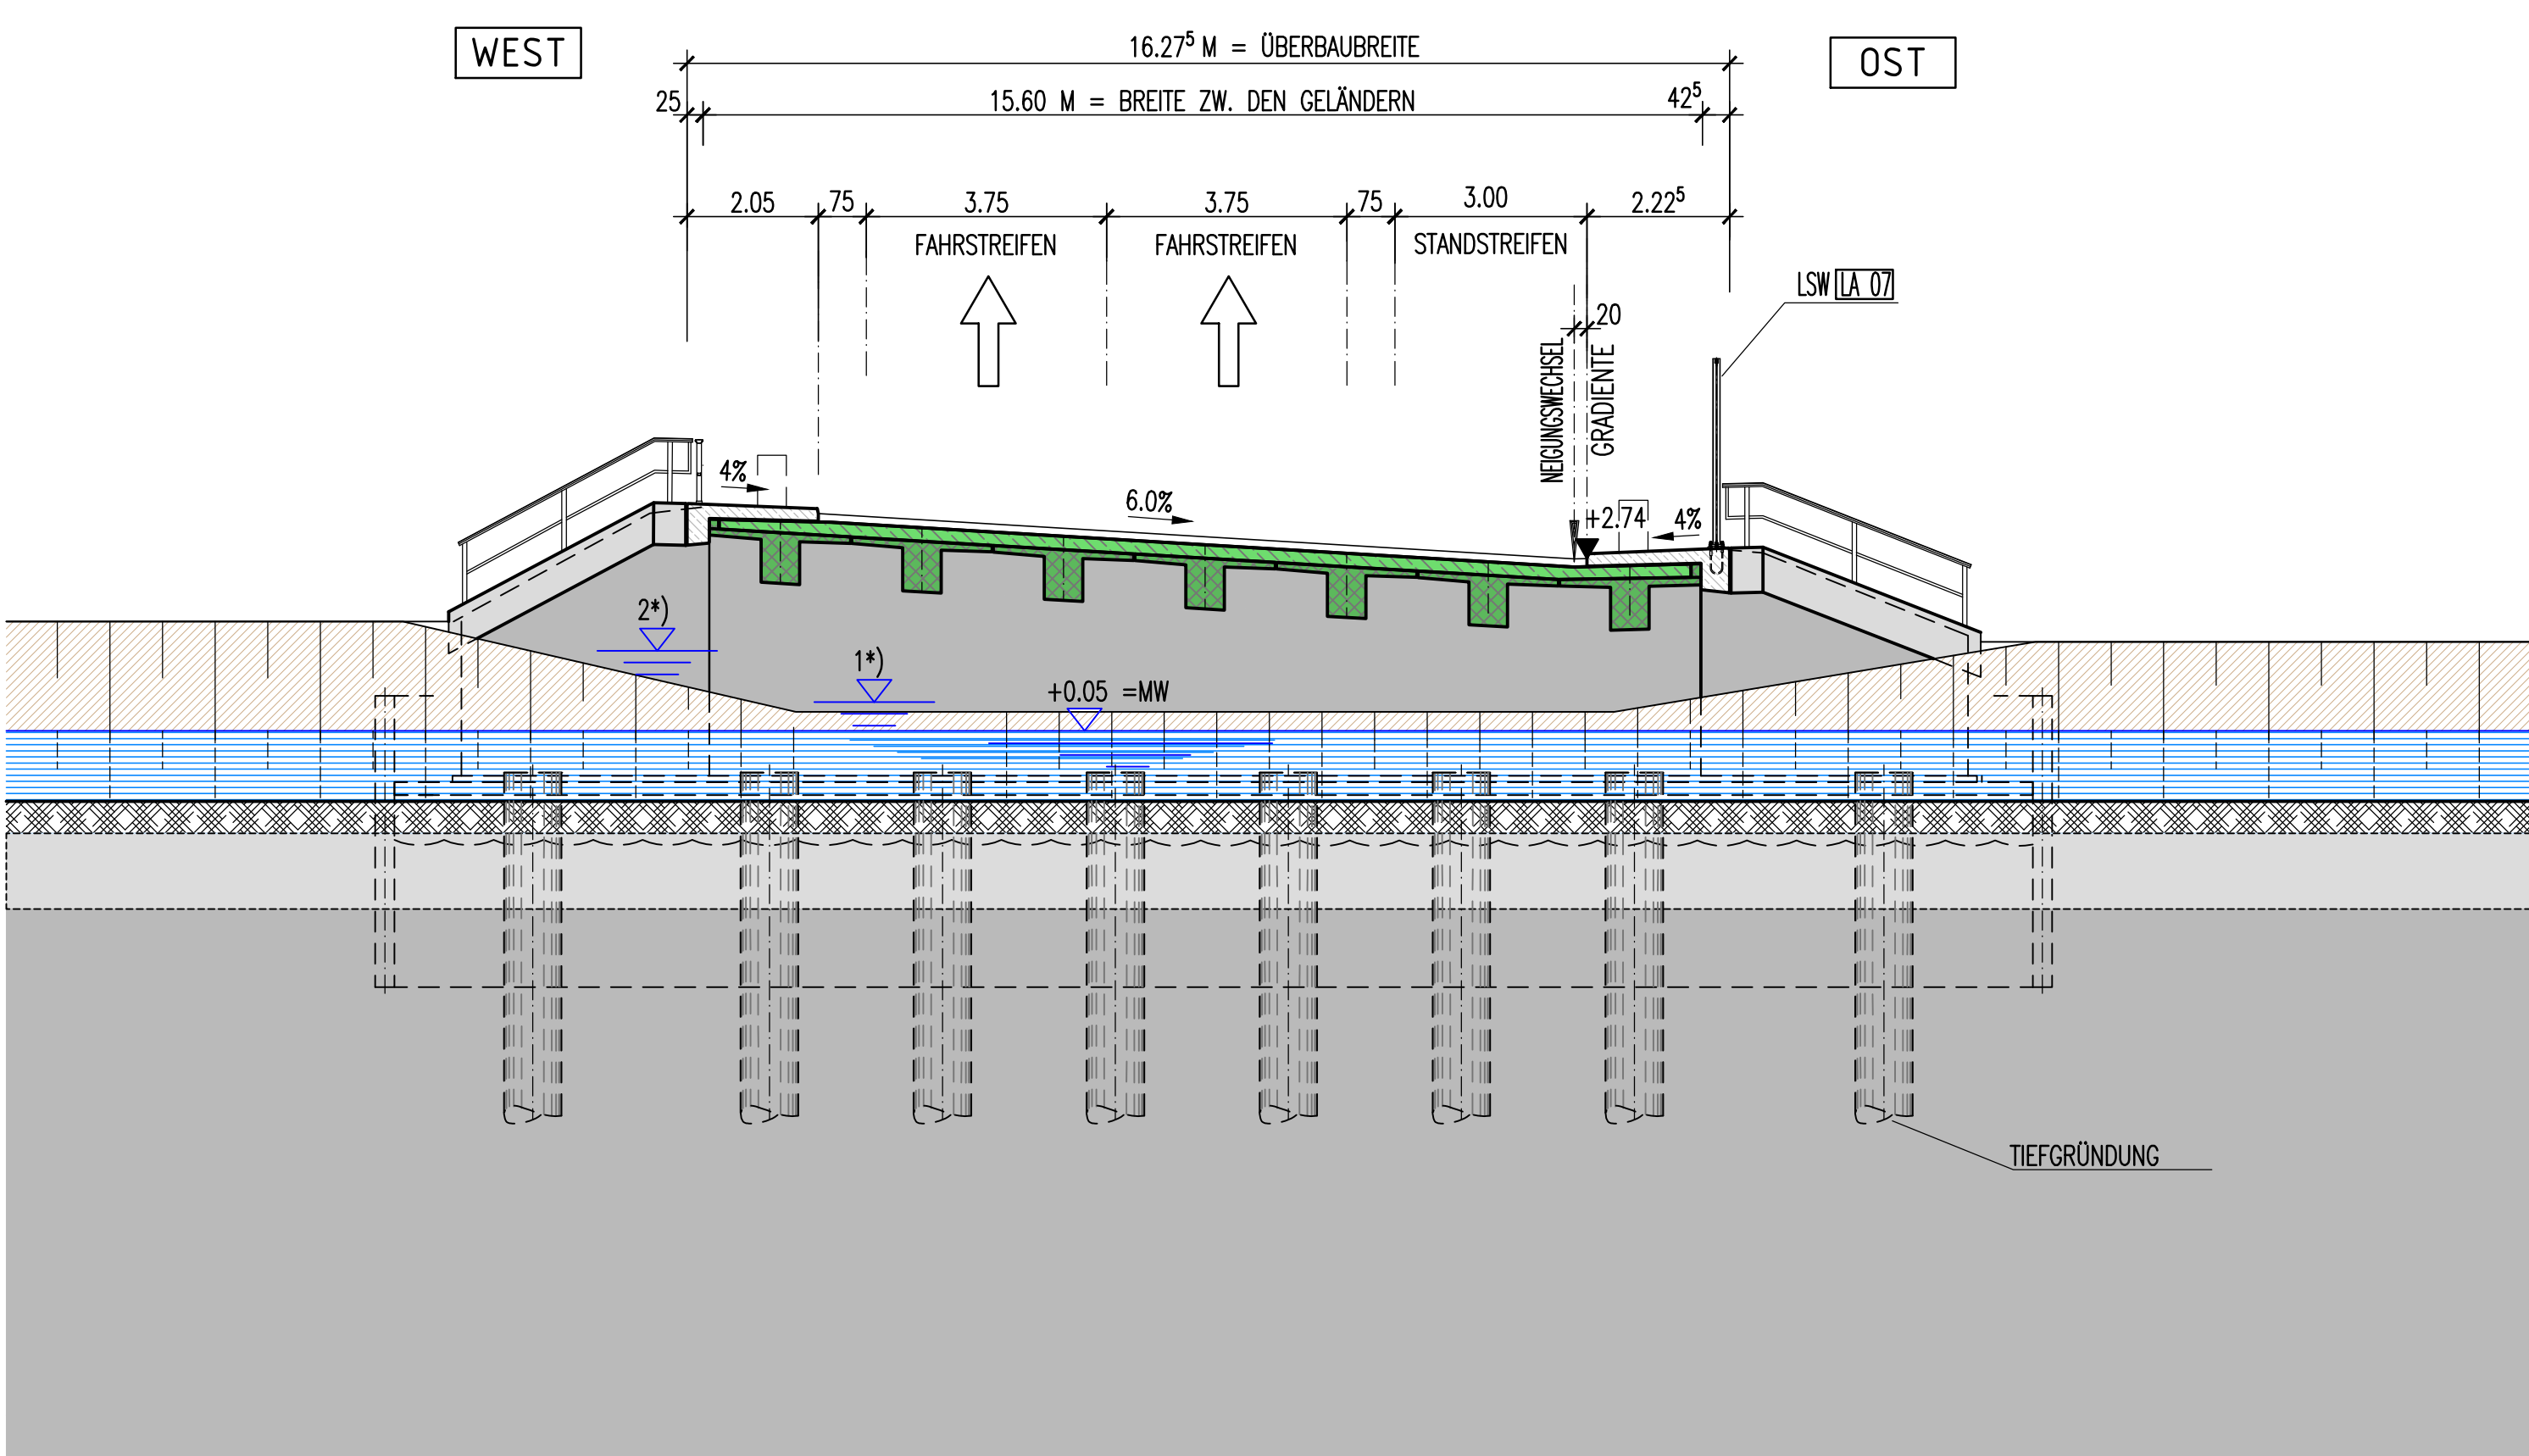 WEST
16.27⁵ M = ÜBERBAUBREITE
OST
25
15.60 M = BREITE ZW. DEN GELÄNDERN
42⁵
2.05
75
3.75
3.75
75
3.00
2.22⁵
FAHRSTREIFEN
FAHRSTREIFEN
STANDSTREIFEN
LSW LA 07
20
NEIGUNGSWECHSEL
GRADIENTE
4%
6.0%
+2.74
4%
2*)
1*)
+0.05 =MW
TIEFGRÜNDUNG